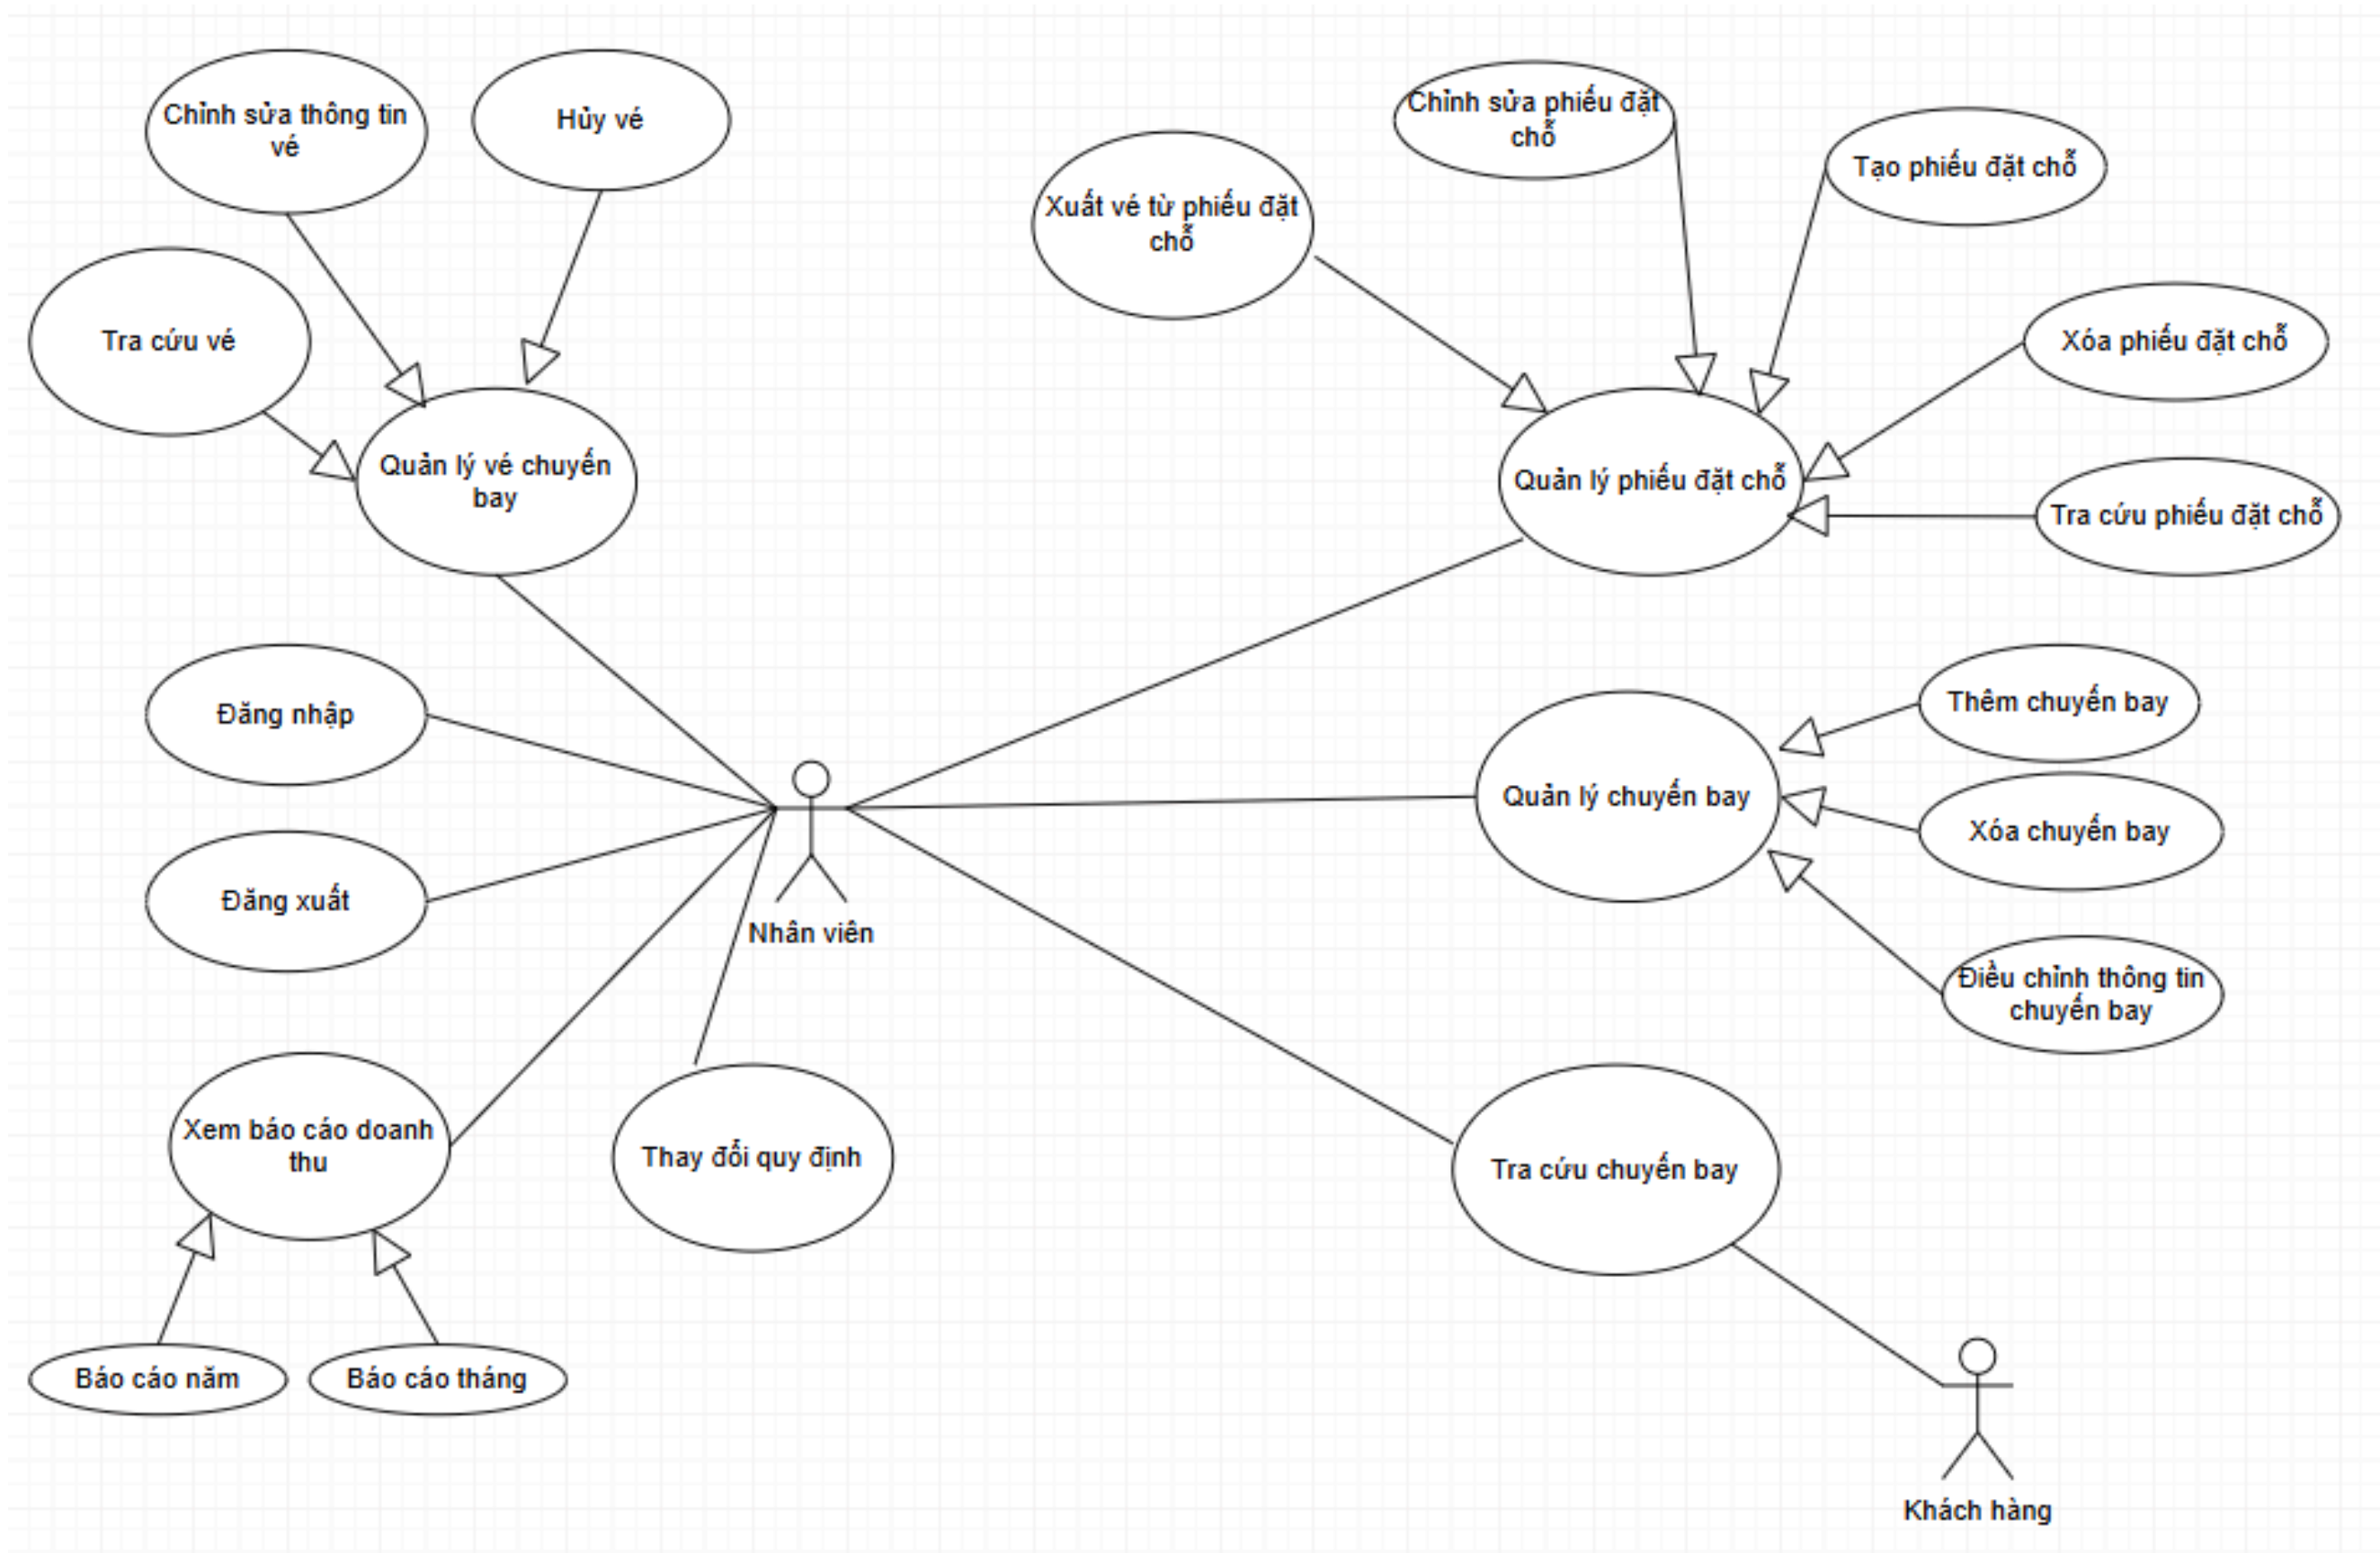 Chỉnh sửa thông tin
vé
Hủy vé
Chỉnh sửa phiếu đặt
chỗ
Tạo phiếu đặt chỗ
Xuất vé từ phiếu đặt
chỗ
Tra cứu vé
Xóa phiếu đặt chỗ
Quản lý vé chuyến
bay
Quản lý phiếu đặt chỗ
Tra cứu phiếu đặt chỗ
Đăng nhập
Thêm chuyến bay
Quản lý chuyến bay
Xóa chuyến bay
Đăng xuất
Nhân viên
Điều chỉnh thông tin
chuyến bay
Xem báo cáo doanh
thu
Thay đổi quy định
Tra cứu chuyến bay
Báo cáo năm
Báo cáo tháng
Khách hàng